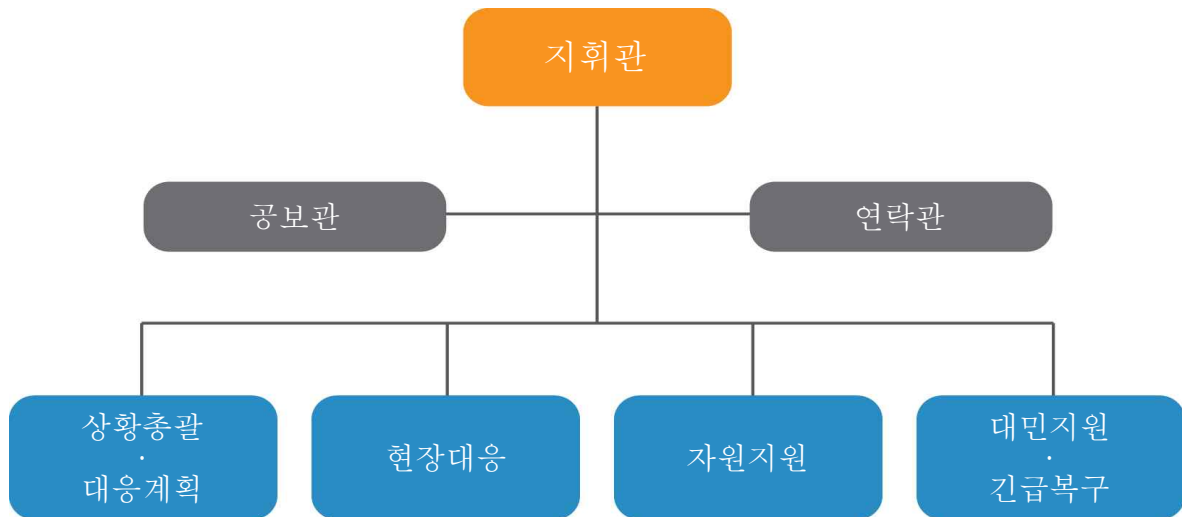 지휘관
공보관
연락관
상황총괄
·
대응계획
현장대응
자원지원
대민지원
·
긴급복구